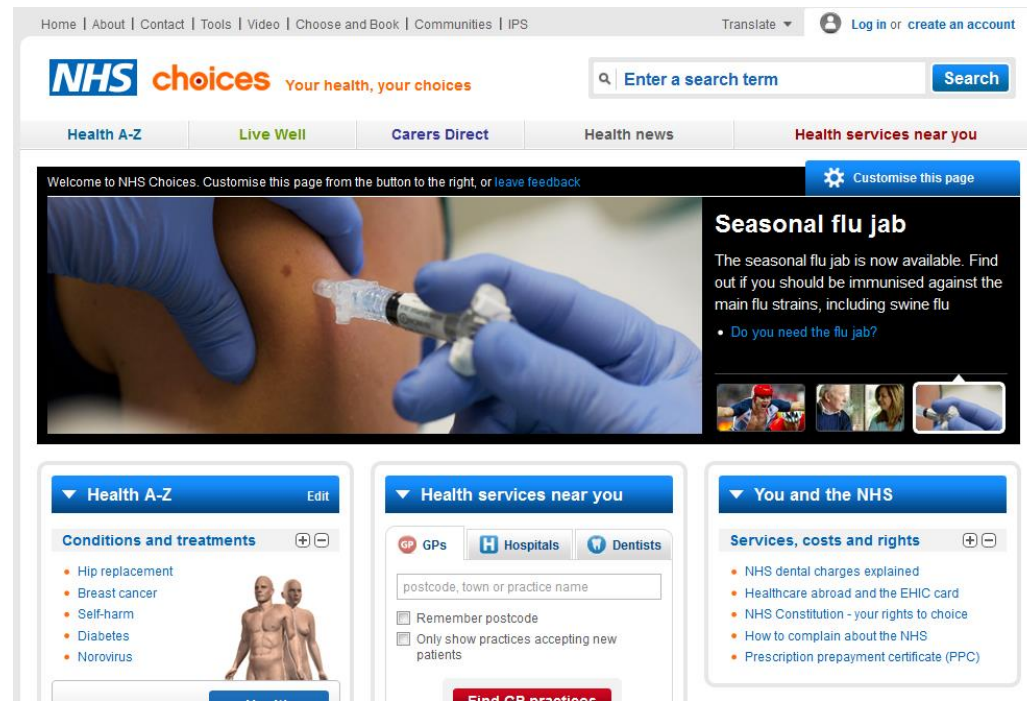 Home | About | Contact | Tools | Video | Choose and Book | Communities | IPS
Translate
Log in or create an account
NHS choices Your health, your choices
Enter a search term
Search
Health A-Z
Live Well
Carers Direct
Health news
Health services near you
Welcome to NHS Choices. Customise this page from the button to the right, or leave feedback
Customise this page
Seasonal flu jab
The seasonal flu jab is now available. Find
out if you should be immunised against the
main flu strains, including swine flu
Do you need the flu jab?
Health A-Z
Edit
Conditions and treatments
Hip replacement
Breast cancer
Self-harm
Diabetes
Norovirus
Health services near you
GP GPs
H Hospitals
Dentists
postcode, town or practice name
Remember postcode
Only show practices accepting new
patients
Find GP practices
You and the NHS
Services, costs and rights
NHS dental charges explained
Healthcare abroad and the EHIC card
NHS Constitution - your rights to choice
How to complain about the NHS
Prescription prepayment certificate (PPC)